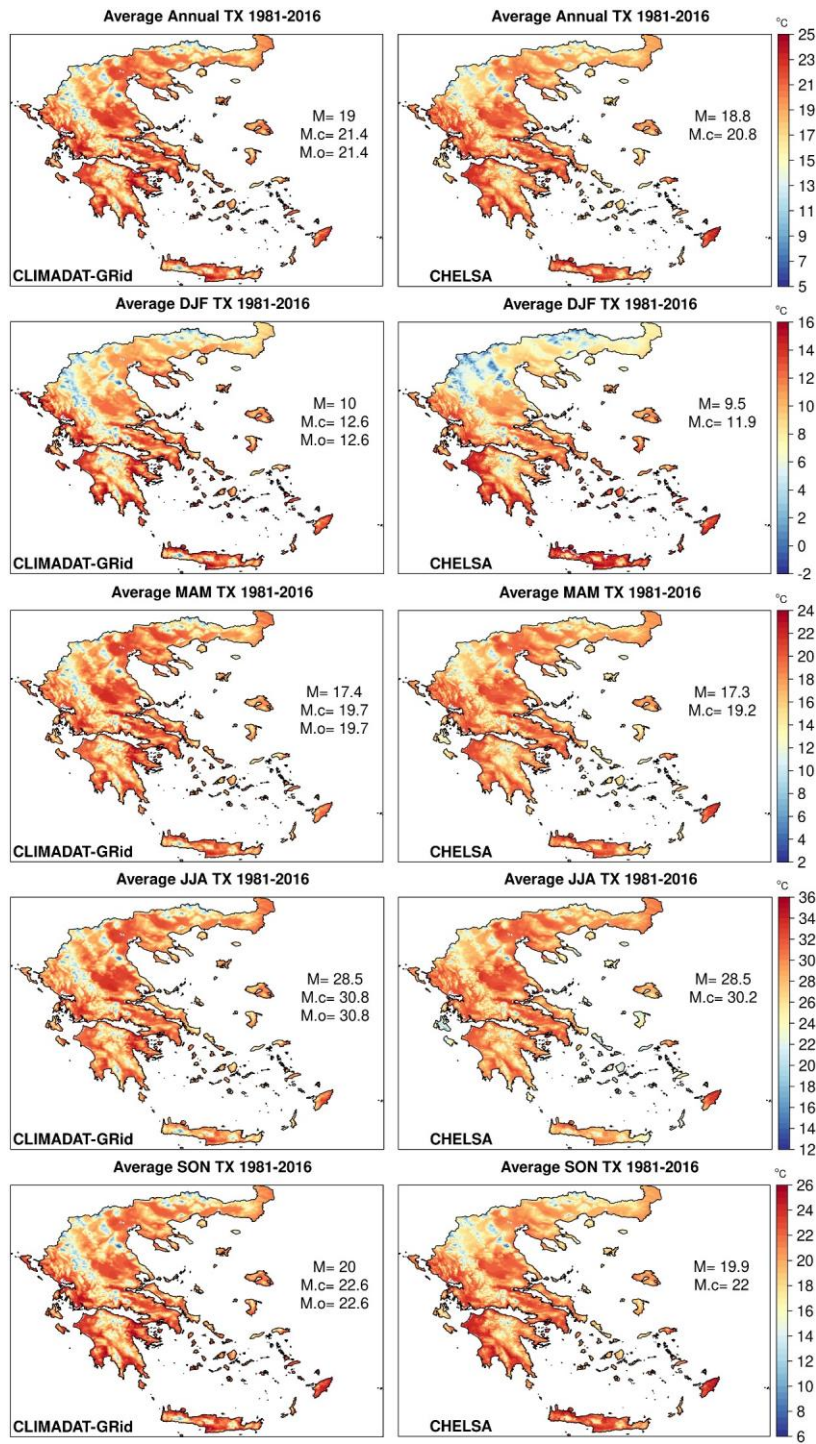 Average Annual TX 1981-2016
Average Annual TX 1981-2016
°C
M= 19
M.c= 21.4
M.o= 21.4
M= 18.8
M.c= 20.8
25
23
21
19
17
15
13
11
9
7
5
CLIMADAT-GRid
CHELSA
Average DJF TX 1981-2016
Average DJF TX 1981-2016
°C
M= 10
M.c= 12.6
M.o= 12.6
M= 9.5
M.c= 11.9
16
14
12
10
8
6
4
2
0
-2
CLIMADAT-GRid
CHELSA
Average MAM TX 1981-2016
Average MAM TX 1981-2016
°C
M= 17.4
M.c= 19.7
M.o= 19.7
M= 17.3
M.c= 19.2
24
22
20
18
16
14
12
10
8
6
4
2
CLIMADAT-GRid
CHELSA
Average JJA TX 1981-2016
Average JJA TX 1981-2016
°C
M= 28.5
M.c= 30.8
M.o= 30.8
M= 28.5
M.c= 30.2
36
34
32
30
28
26
24
22
20
18
16
14
12
CLIMADAT-GRid
CHELSA
Average SON TX 1981-2016
Average SON TX 1981-2016
°C
M= 20
M.c= 22.6
M.o= 22.6
M= 19.9
M.c= 22
26
24
22
20
18
16
14
12
10
8
6
CLIMADAT-GRid
CHELSA